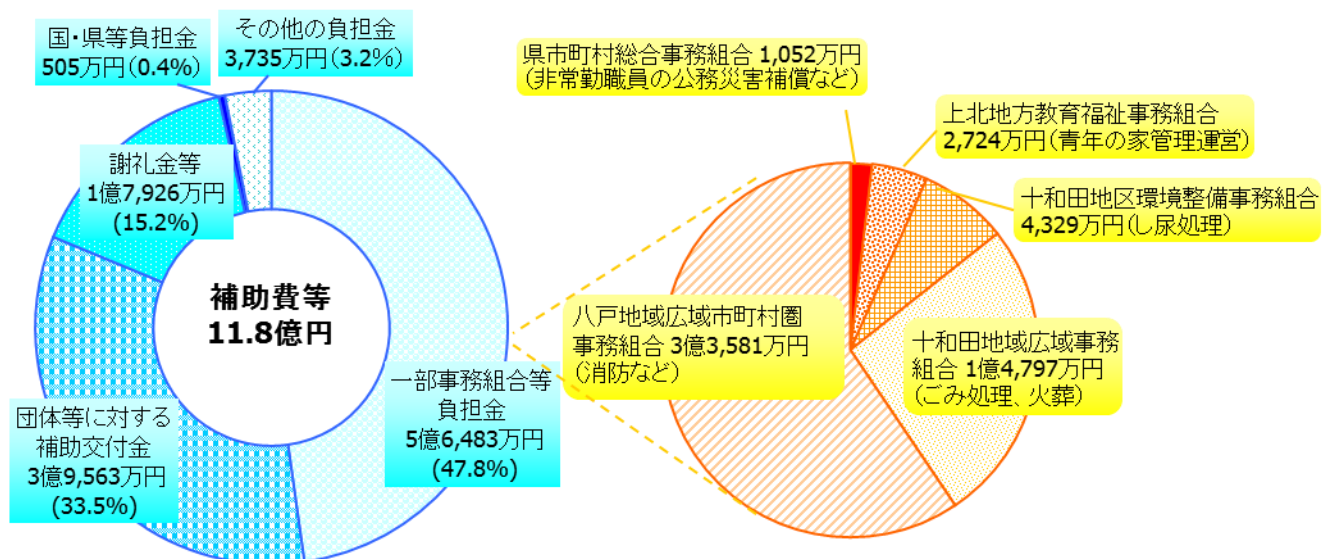 国・県等負担金
505万円(0.4%)
その他の負担金
3,735万円(3.2%)
謝礼金等
1億7,926万円
(15.2%)
補助費等
11.8億円
団体等に対する
補助交付金
3億9,563万円
(33.5%)
一部事務組合等
負担金
5億6,483万円
(47.8%)
県市町村総合事務組合 1,052万円
(非常勤職員の公務災害補償など)
上北地方教育福祉事務組合
2,724万円(青年の家管理運営)
十和田地区環境整備事務組合
4,329万円(し尿処理)
八戸地域広域市町村圏
事務組合 3億3,581万円
(消防など)
十和田地域広域事務
組合 1億4,797万円
(ごみ処理、火葬)